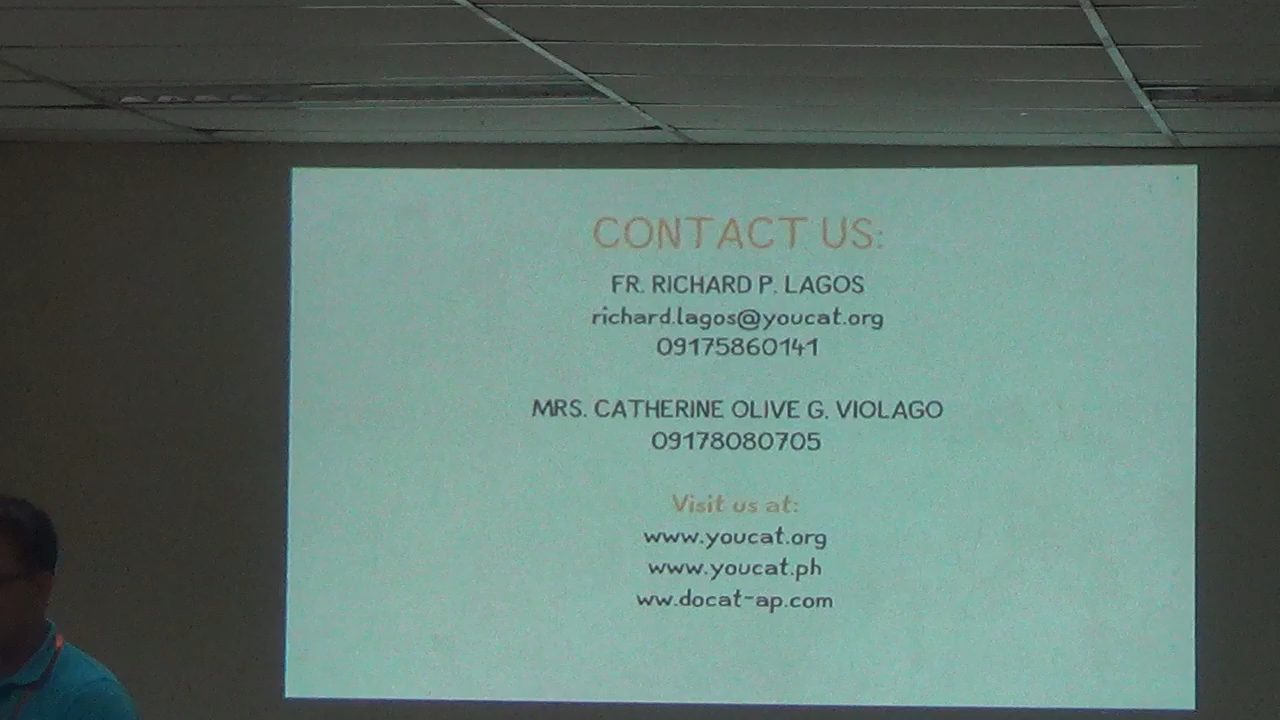 CONTACT US:
FR. RICHARD P. LAGOS
richard.lagos@youcat.org
09175860141
MRS. CATHERINE OLIVE G. VIOLAGO
09178080705
Visit us at:
www.youcat.org
www.youcat.ph
ww.docat-ap.com